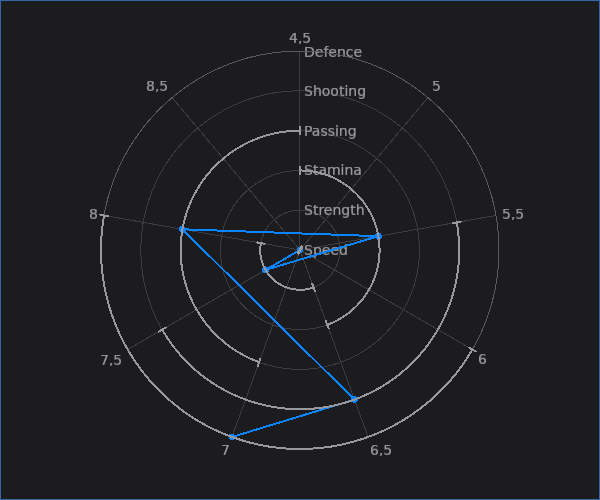 4,5
Defence
8,5
5
Shooting
Passing
Stamina
8
Strength
5,5
Speed
7,5
6
7
6,5